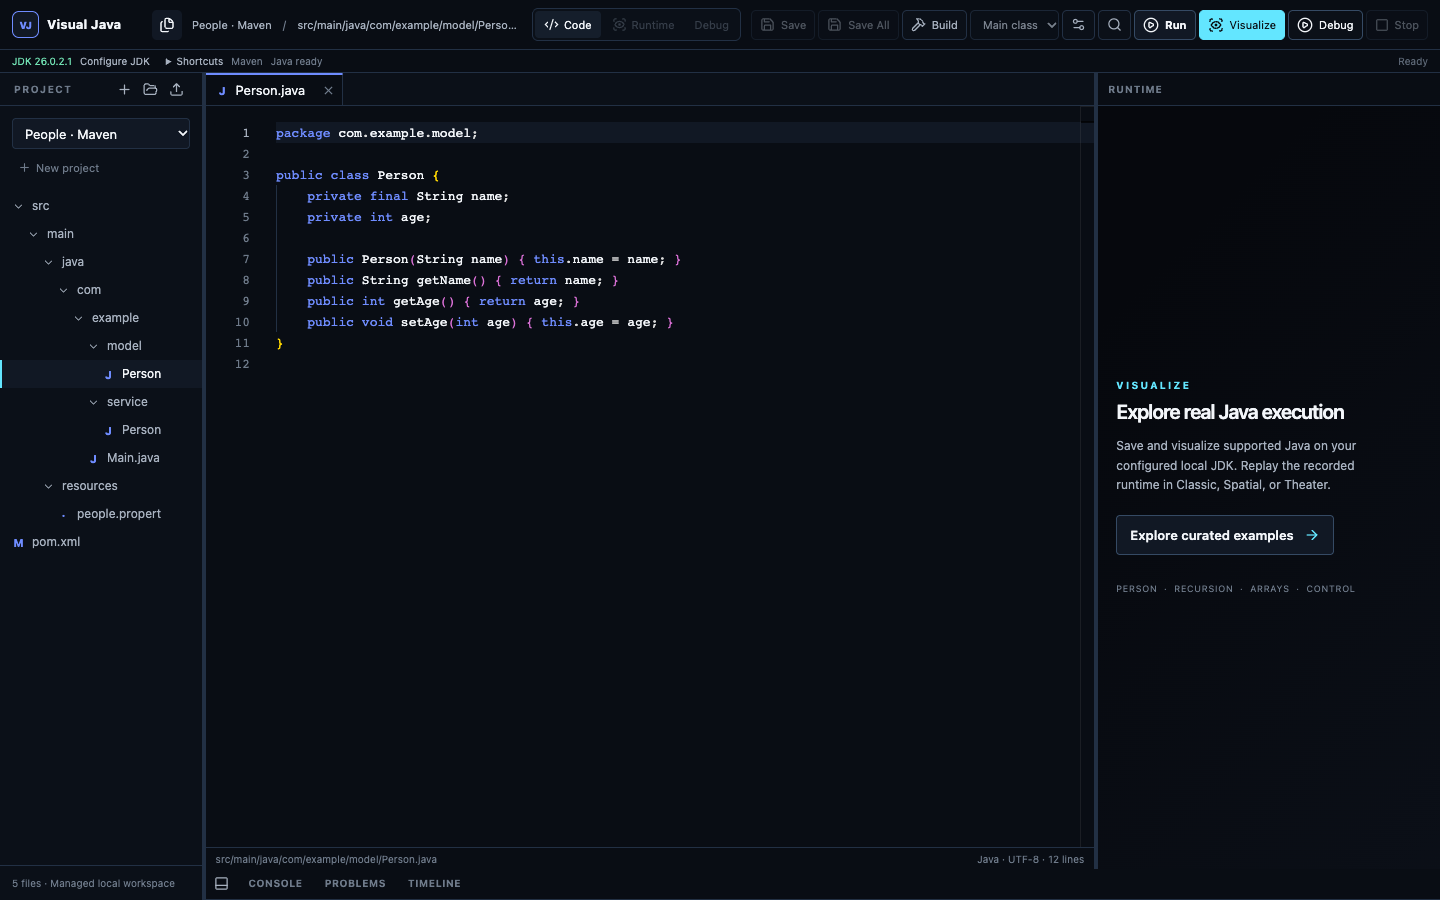 VJ Visual Java People · Maven / src/main/java/com/example/model/Perso... Code Runtime Debug Save Save All Build Main class Run Visualize Debug Stop
JDK 26.0.2.1 Configure JDK Shortcuts Maven Java ready Ready
PROJECT
People · Maven
New project
src
main
java
com
example
model
J Person
service
J Person
J Main.java
resources
people.propert
M pom.xml
5 files · Managed local workspace
J Person.java
1 package com.example.model;
2
3 public class Person {
4 private final String name;
5 private int age;
6
7 public Person(String name) { this.name = name; }
8 public String getName() { return name; }
9 public int getAge() { return age; }
10 public void setAge(int age) { this.age = age; }
11 }
12
src/main/java/com/example/model/Person.java Java · UTF-8 · 12 lines
CONSOLE PROBLEMS TIMELINE
RUNTIME
VISUALIZE
Explore real Java execution
Save and visualize supported Java on your
configured local JDK. Replay the recorded
runtime in Classic, Spatial, or Theater.
Explore curated examples
PERSON · RECURSION · ARRAYS · CONTROL